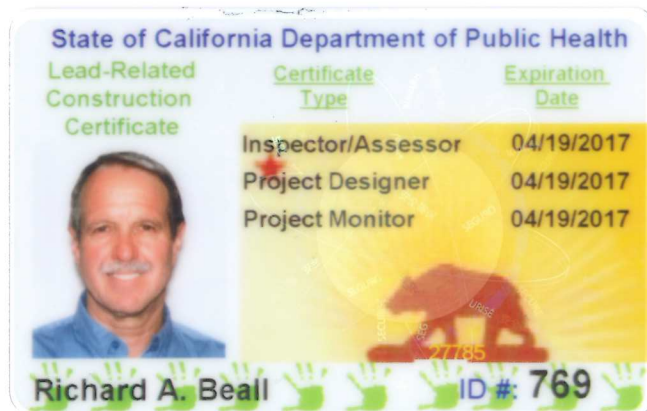 State of California Department of Public Health
Lead-Related
Construction
Certificate
Certificate
Type
Expiration
Date
Inspector/Assessor 04/19/2017
Project Designer 04/19/2017
Project Monitor 04/19/2017
27785
Richard A. Beall ID #: 769